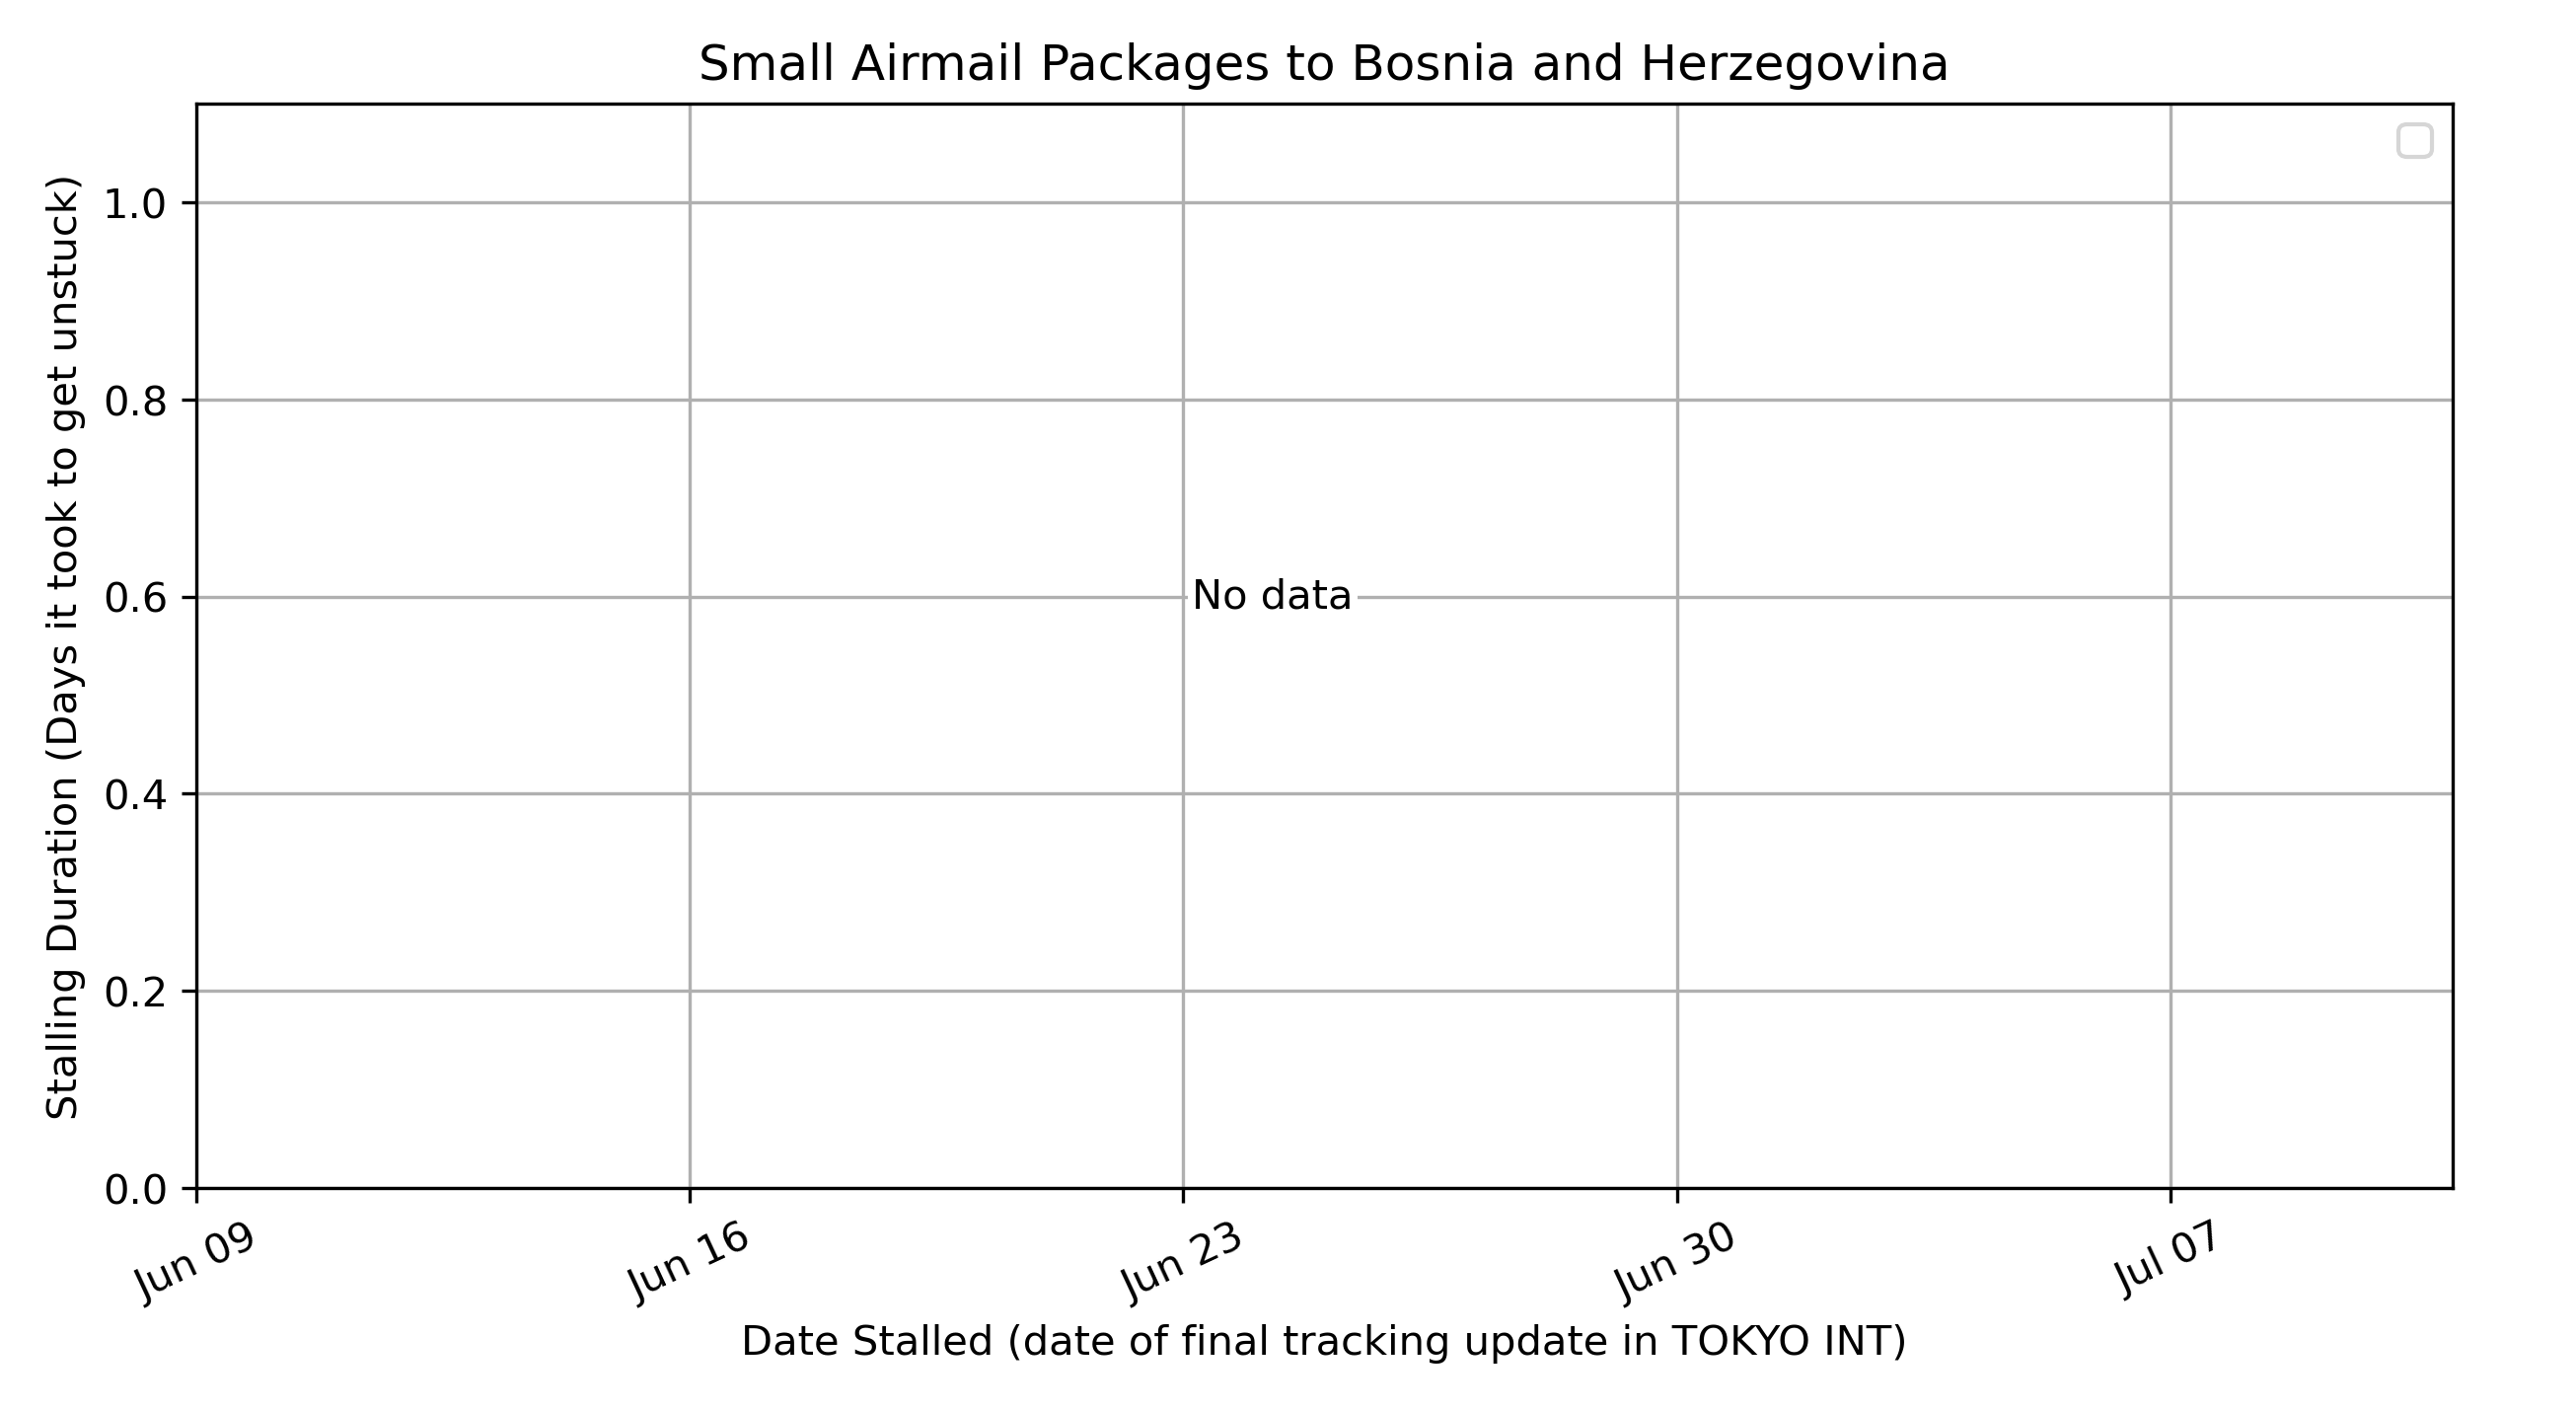 Small Airmail Packages to Bosnia and Herzegovina
Stalling Duration (Days it took to get unstuck)
1.0
0.8
0.6
0.4
0.2
0.0
No data
Jun 09
Jun 16
Jun 23
Jun 30
Jul 07
Date Stalled (date of final tracking update in TOKYO INT)